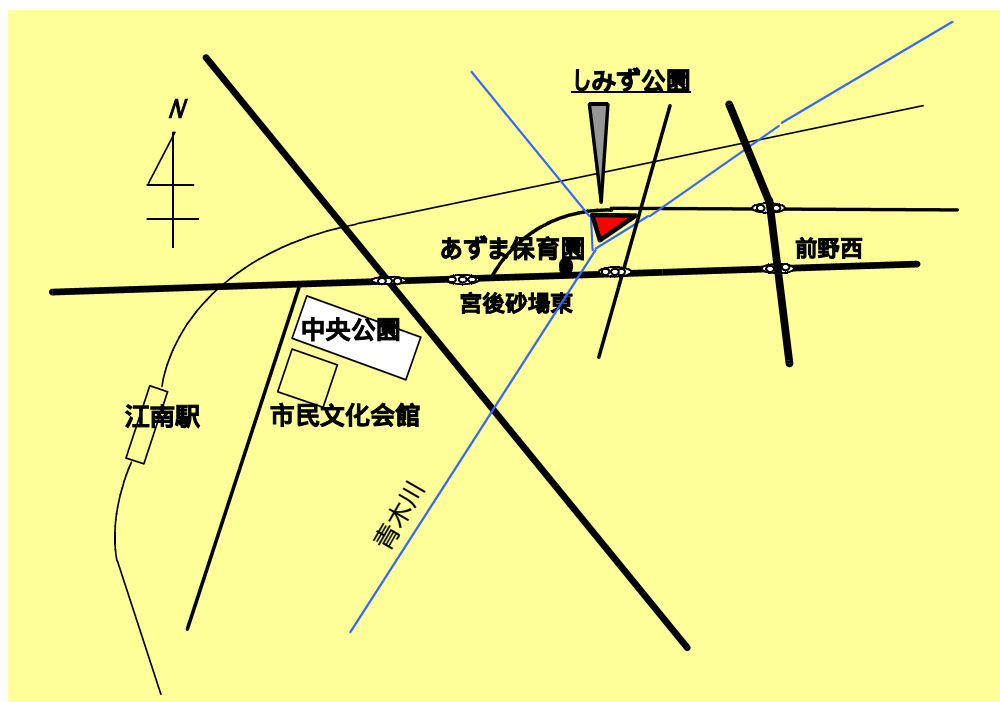 しみず公園
N
あずま保育園
前野西
宮後砂場東
中央公園
江南駅
市民文化会館
青木川